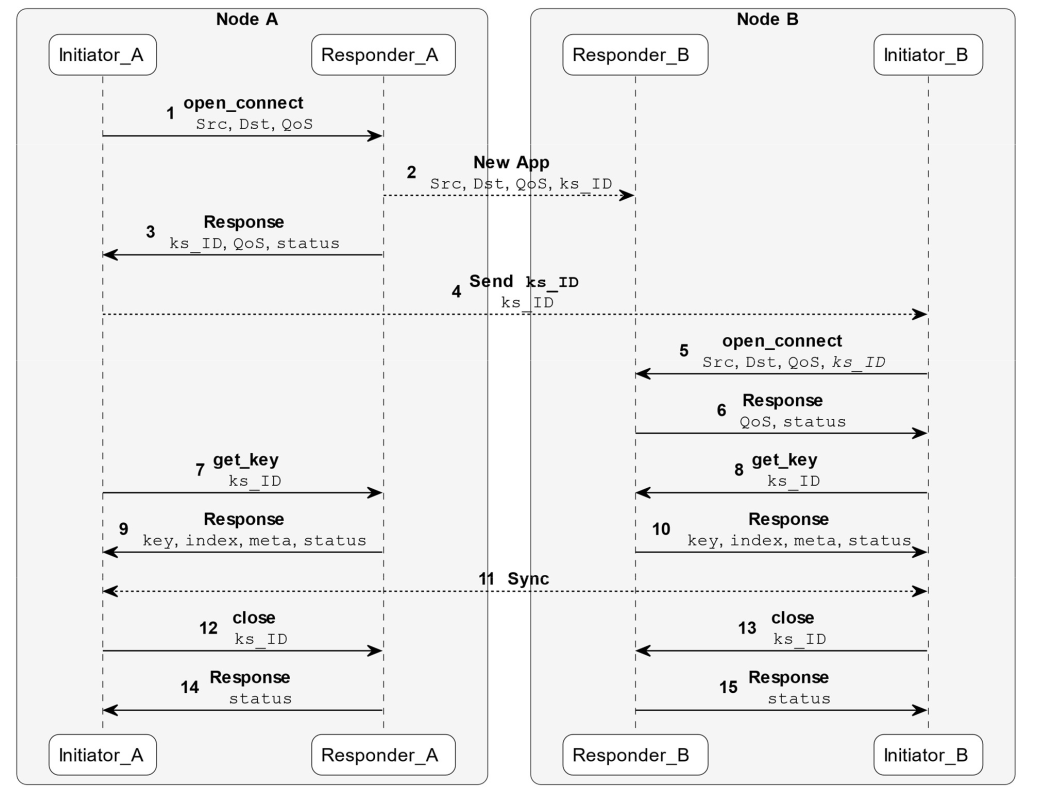 Node A
Node B
Initiator_A
Responder_A
Responder_B
Initiator_B
1 open_connect
Src, Dst, QoS
2 New App
Src, Dst, QoS, ks_ID
3 Response
ks_ID, QoS, status
4 Send ks_ID
ks_ID
5 open_connect
Src, Dst, QoS, ks_ID
6 Response
QoS, status
7 get_key
ks_ID
8 get_key
ks_ID
9 Response
key, index, meta, status
10 Response
key, index, meta, status
11 Sync
12 close
ks_ID
13 close
ks_ID
14 Response
status
15 Response
status
Initiator_A
Responder_A
Responder_B
Initiator_B